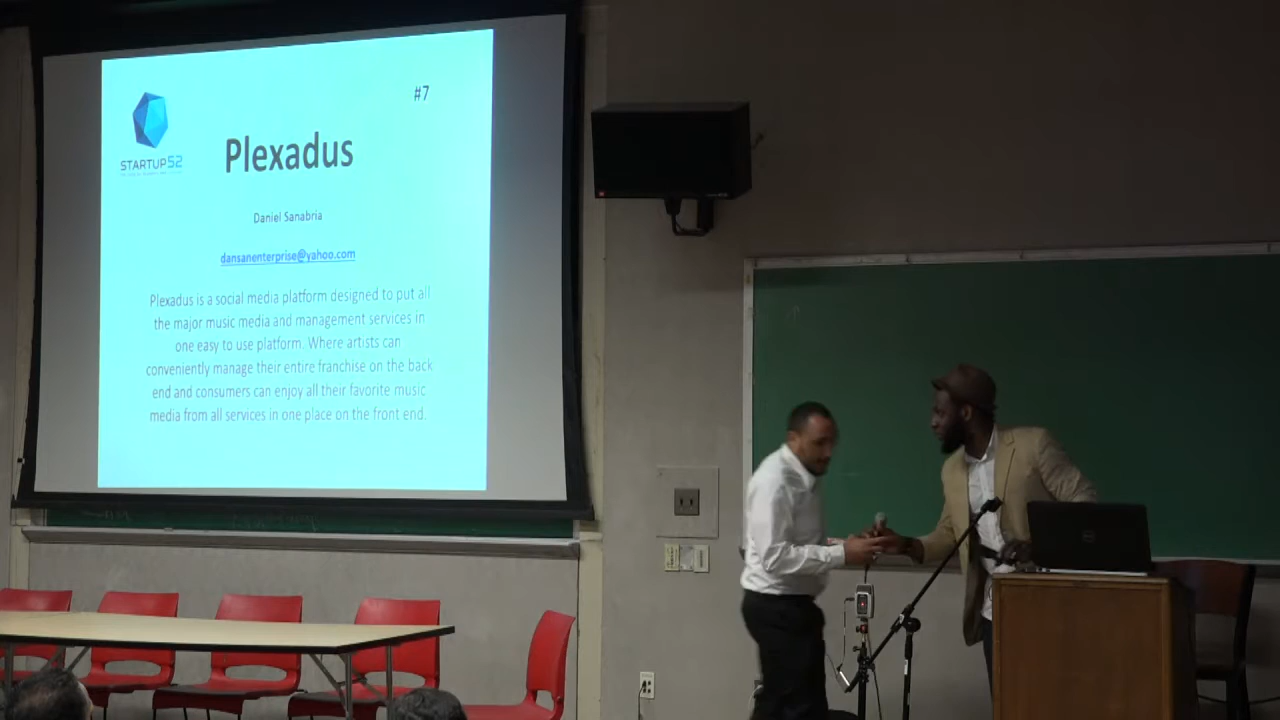 #7
STARTUP52
Plexadus
Daniel Sanabria
dansanenterprise@yahoo.com
Plexadus is a social media platform designed to put all
the major music media and management services in
one easy to use platform. Where artists can
conveniently manage their entire franchise on the back
end and consumers can enjoy all their favorite music
media from all services in one place on the front end.